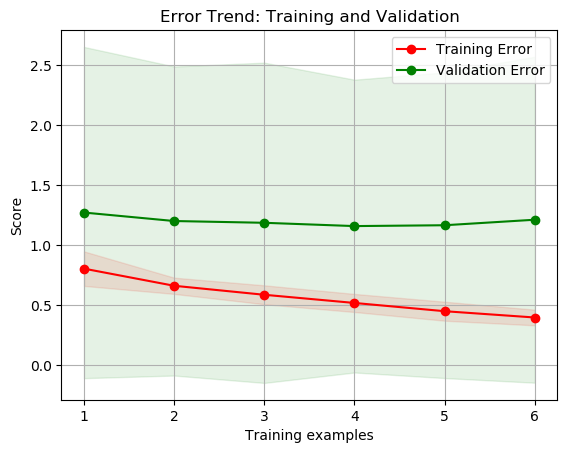 Error Trend: Training and Validation
Training Error
Validation Error
Score
2.5
2.0
1.5
1.0
0.5
0.0
1 2 3 4 5 6
Training examples